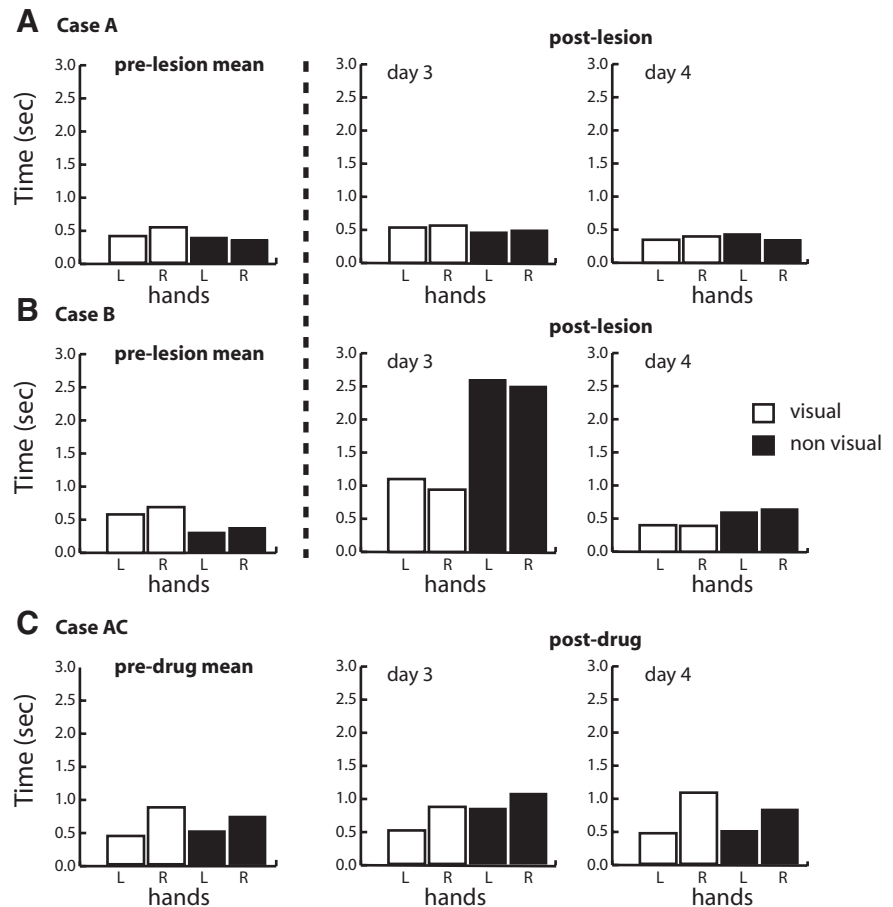 A Case A
post-lesion
pre-lesion mean
day 3
day 4
Time (sec)
3.0
2.5
2.0
1.5
1.0
0.5
0.0
L R L R
hands
3.0
2.5
2.0
1.5
1.0
0.5
0.0
L R L R
hands
3.0
2.5
2.0
1.5
1.0
0.5
0.0
L R L R
hands
B Case B
post-lesion
pre-lesion mean
day 3
day 4
Time (sec)
3.0
2.5
2.0
1.5
1.0
0.5
0.0
L R L R
hands
3.0
2.5
2.0
1.5
1.0
0.5
0.0
L R L R
hands
3.0
2.5
2.0
1.5
1.0
0.5
0.0
L R L R
hands
visual
non visual
C Case AC
post-drug
pre-drug mean
day 3
day 4
Time (sec)
3.0
2.5
2.0
1.5
1.0
0.5
0.0
L R L R
hands
3.0
2.5
2.0
1.5
1.0
0.5
0.0
L R L R
hands
3.0
2.5
2.0
1.5
1.0
0.5
0.0
L R L R
hands